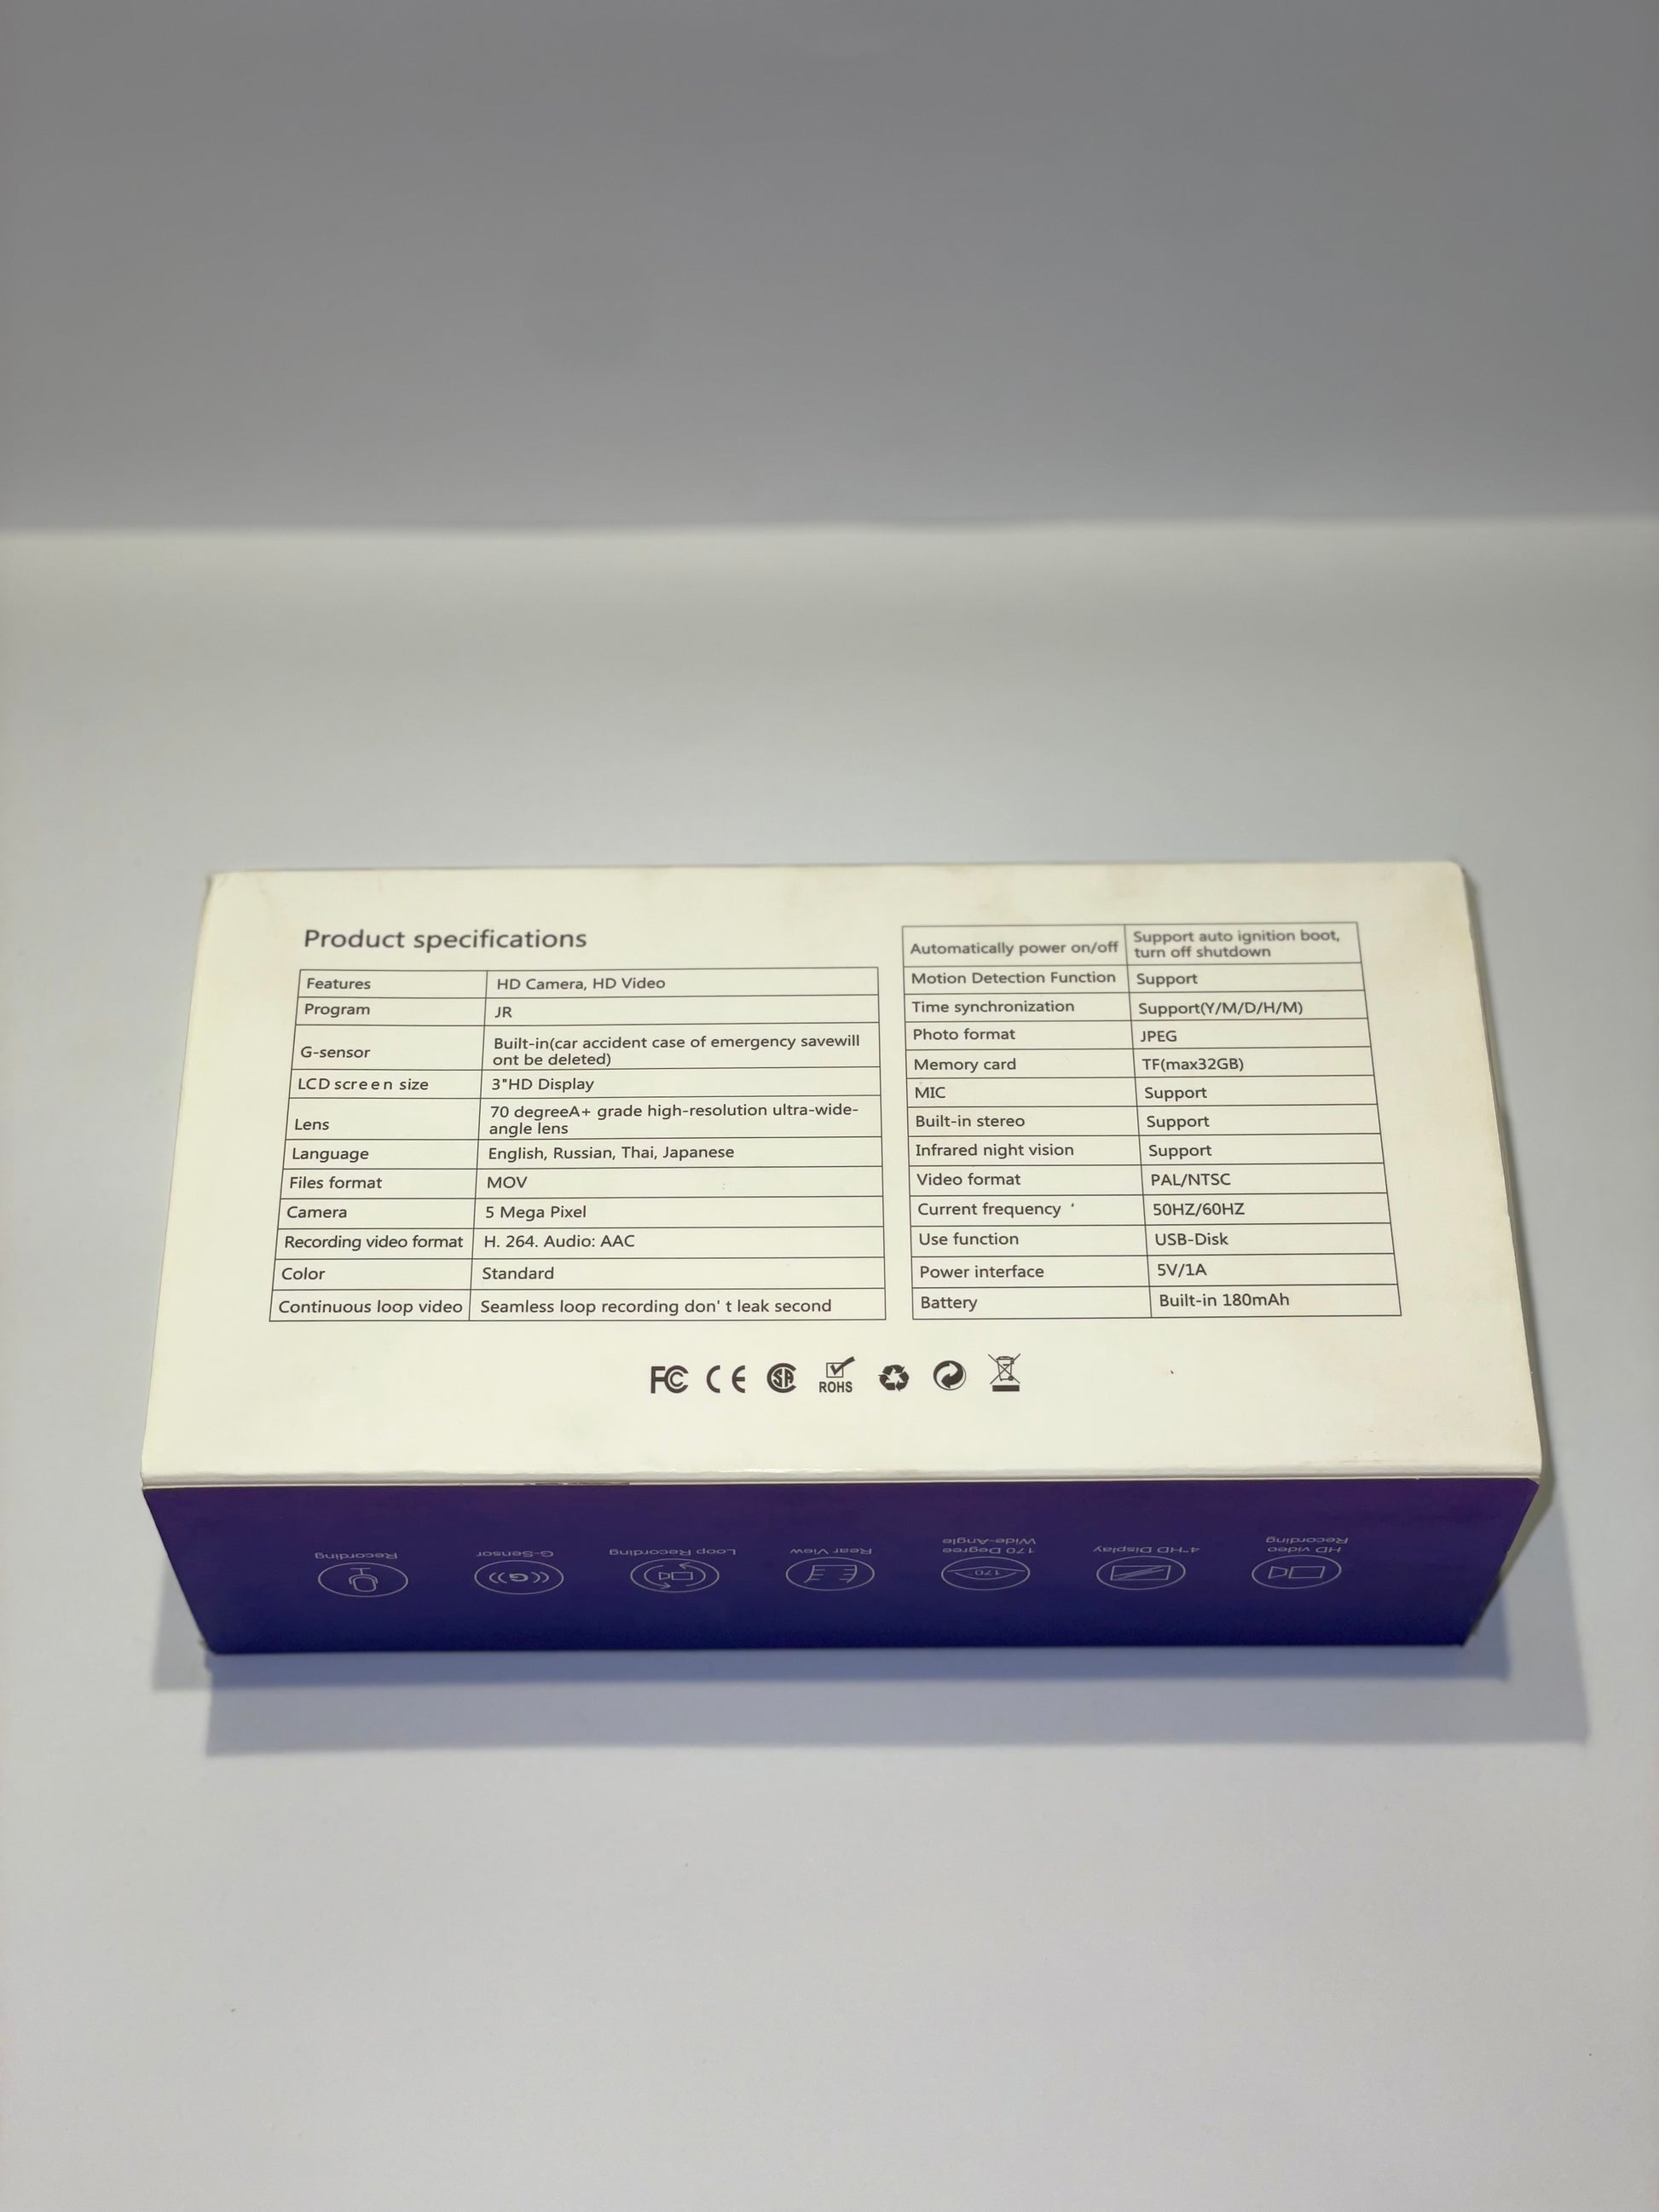 Product specifications
Features HD Camera, HD Video
Program JR
G-sensor Built-in(car accident case of emergency savewill
ont be deleted)
LCD screen size 3"HD Display
Lens 70 degreeA+ grade high-resolution ultra-wide-
angle lens
Language English, Russian, Thai, Japanese
Files format MOV
Camera 5 Mega Pixel
Recording video format H. 264. Audio: AAC
Color Standard
Continuous loop video Seamless loop recording don' t leak second
Automatically power on/off Support auto ignition boot,
turn off shutdown
Motion Detection Function Support
Time synchronization Support(Y/M/D/H/M)
Photo format JPEG
Memory card TF(max32GB)
MIC Support
Built-in stereo Support
Infrared night vision Support
Video format PAL/NTSC
Current frequency 50HZ/60HZ
Use function USB-Disk
Power interface 5V/1A
Battery Built-in 180mAh
FC CE SA ROHS
HD video
Recording
4"HD Display
170
170 Degree
Wide-Angle
Rear View
Loop Recording
G
G-Sensor
Recording